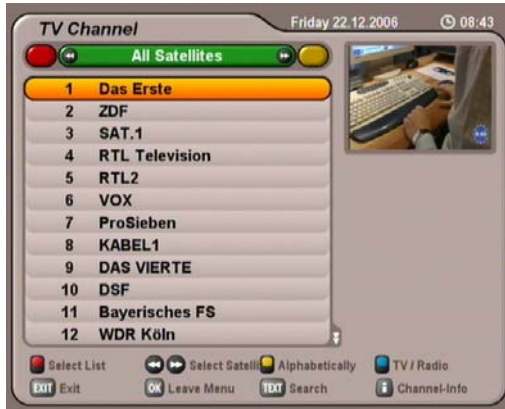 TV Channel
Friday 22.12.2006
08:43
All Satellites
1 Das Erste
2 ZDF
3 SAT.1
4 RTL Television
5 RTL2
6 VOX
7 ProSieben
8 KABEL1
9 DAS VIERTE
10 DSF
11 Bayerisches FS
12 WDR Köln
Select List Select Satelli Alphabetically TV / Radio
EXIT Exit OK Leave Menu TEXT Search i Channel-Info